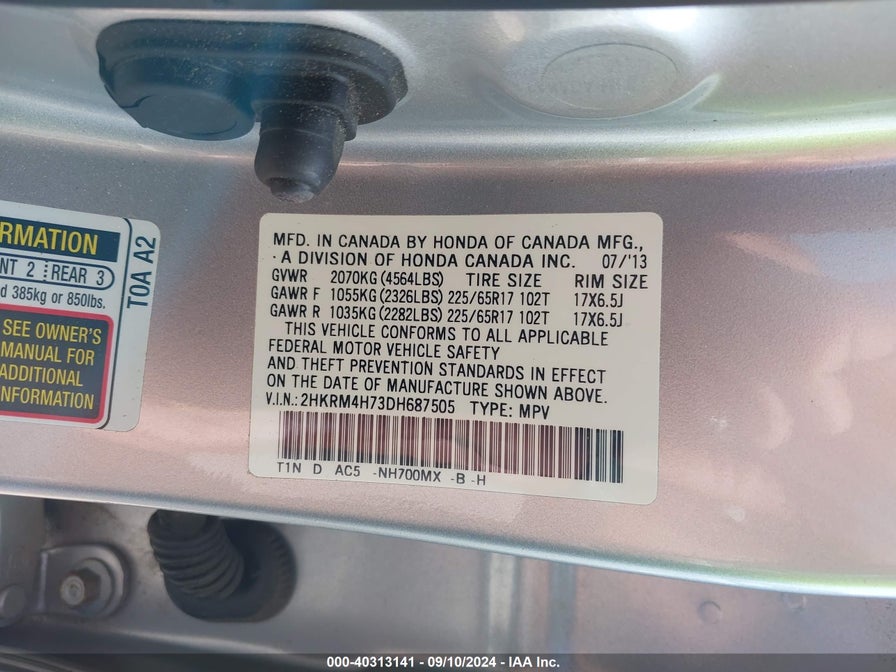 RMATION
NT 2 REAR 3
d 385kg or 850lbs.
SEE OWNER'S
MANUAL FOR
ADDITIONAL
NFORMATION
T0A A2
MFD. IN CANADA BY HONDA OF CANADA MFG.,
A DIVISION OF HONDA CANADA INC. 07/'13
GVWR 2070KG (4564LBS) TIRE SIZE RIM SIZE
GAWR F 1055KG (2326LBS) 225/65R17 102T 17X6.5J
GAWR R 1035KG (2282LBS) 225/65R17 102T 17X6.5J
THIS VEHICLE CONFORMS TO ALL APPLICABLE
FEDERAL MOTOR VEHICLE SAFETY
AND THEFT PREVENTION STANDARDS IN EFFECT
ON THE DATE OF MANUFACTURE SHOWN ABOVE.
V.I.N.: 2HKRM4H73DH687505 TYPE: MPV
T1N D AC5 -NH700MX -B -H
000-40313141 - 09/10/2024 - IAA Inc.